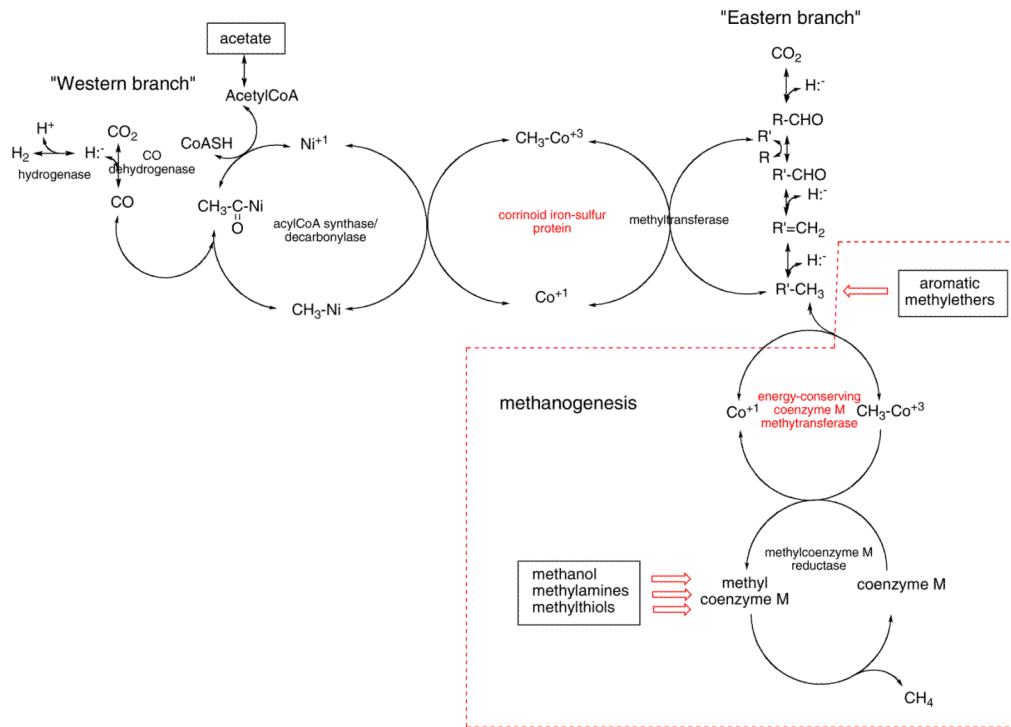 "Eastern branch"
acetate
CO2
"Western branch"
H:-
AcetylCoA
H+
CO2
R-CHO
CoASH
Ni+1
CH3-Co+3
R'
H2
H:-
CO
dehydrogenase
R
hydrogenase
R'-CHO
H:-
CO
CH3-C-Ni
O
acylCoA synthase/
decarbonylase
corrinoid iron-sulfur
protein
methyltransferase
R'=CH2
H:-
CH3-Ni
Co+1
R'-CH3
aromatic
methylethers
methanogenesis
Co+1
energy-conserving
coenzyme M
methytransferase
CH3-Co+3
methylcoenzyme M
reductase
methanol
methylamines
methylthiols
methyl
coenzyme M
coenzyme M
CH4